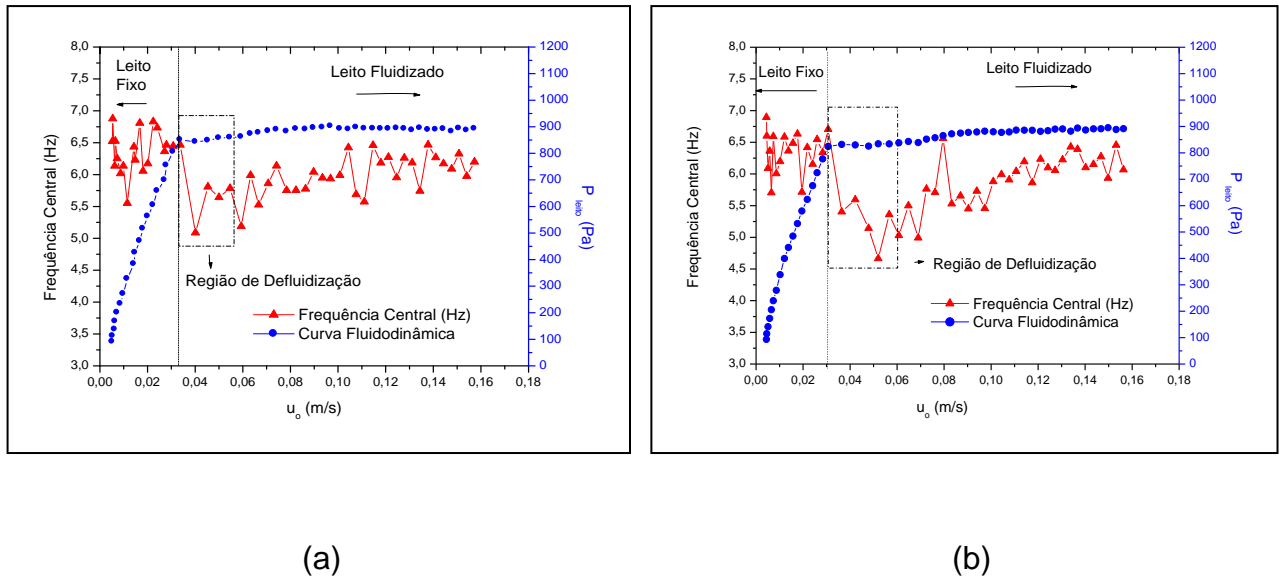 8,0
7,5
7,0
6,5
6,0
5,5
5,0
4,5
4,0
3,5
3,0
Frequência Central (Hz)
Leito
Fixo
Leito Fluidizado
Região de Defluidização
Frequência Central (Hz)
Curva Fluidodinâmica
1200
1100
1000
900
800
700
600
500
400
300
200
100
0
P leito (Pa)
0,00 0,02 0,04 0,06 0,08 0,10 0,12 0,14 0,16 0,18
uo (m/s)
(a)
8,0
7,5
7,0
6,5
6,0
5,5
5,0
4,5
4,0
3,5
3,0
Frequência Central (Hz)
Leito Fixo
Leito Fluidizado
Região de Defluidização
Frequência Central (Hz)
Curva Fluidodinâmica
1200
1100
1000
900
800
700
600
500
400
300
200
100
0
P leito (Pa)
0,00 0,02 0,04 0,06 0,08 0,10 0,12 0,14 0,16 0,18
uo (m/s)
(b)